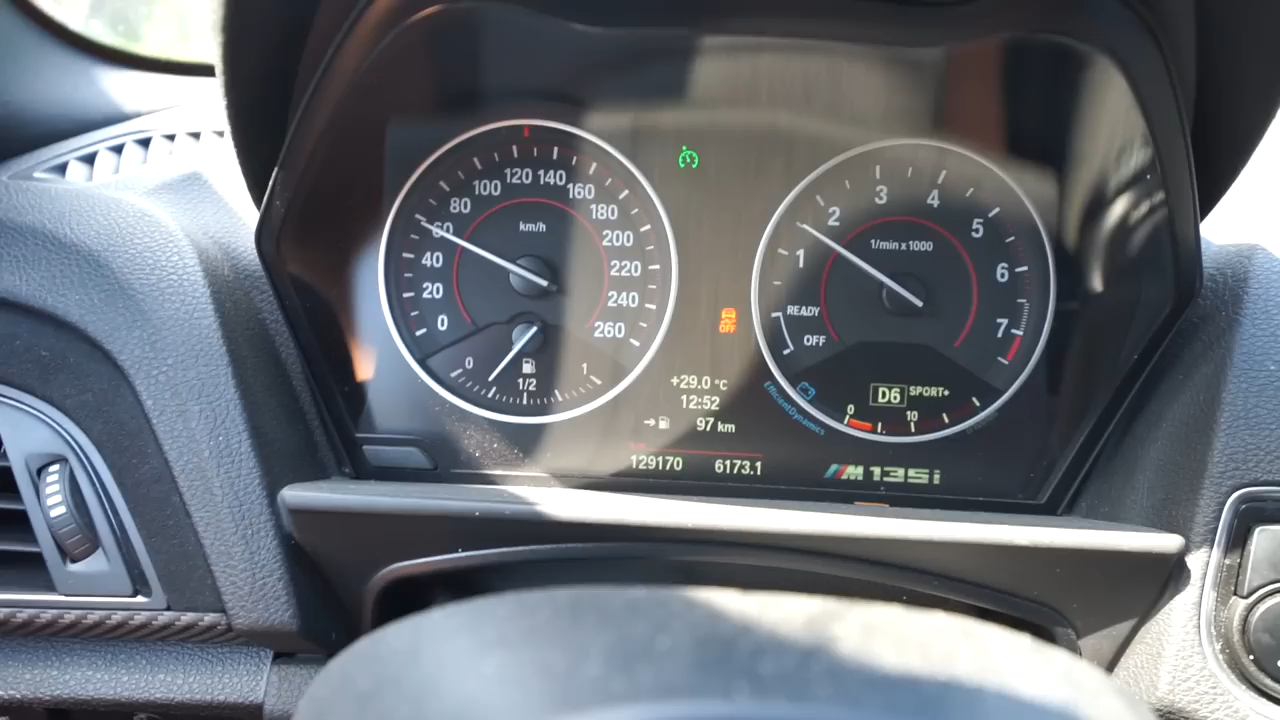 km/h
0
20
40
60
80
100
120
140
160
180
200
220
240
260
0
1/2
1
OFF
+29.0 °C
12:52
97 km
129170 6173.1
1/min x 1000
1
2
3
4
5
6
7
READY
OFF
D6 SPORT+
EfficientDynamics
0
10
M135i